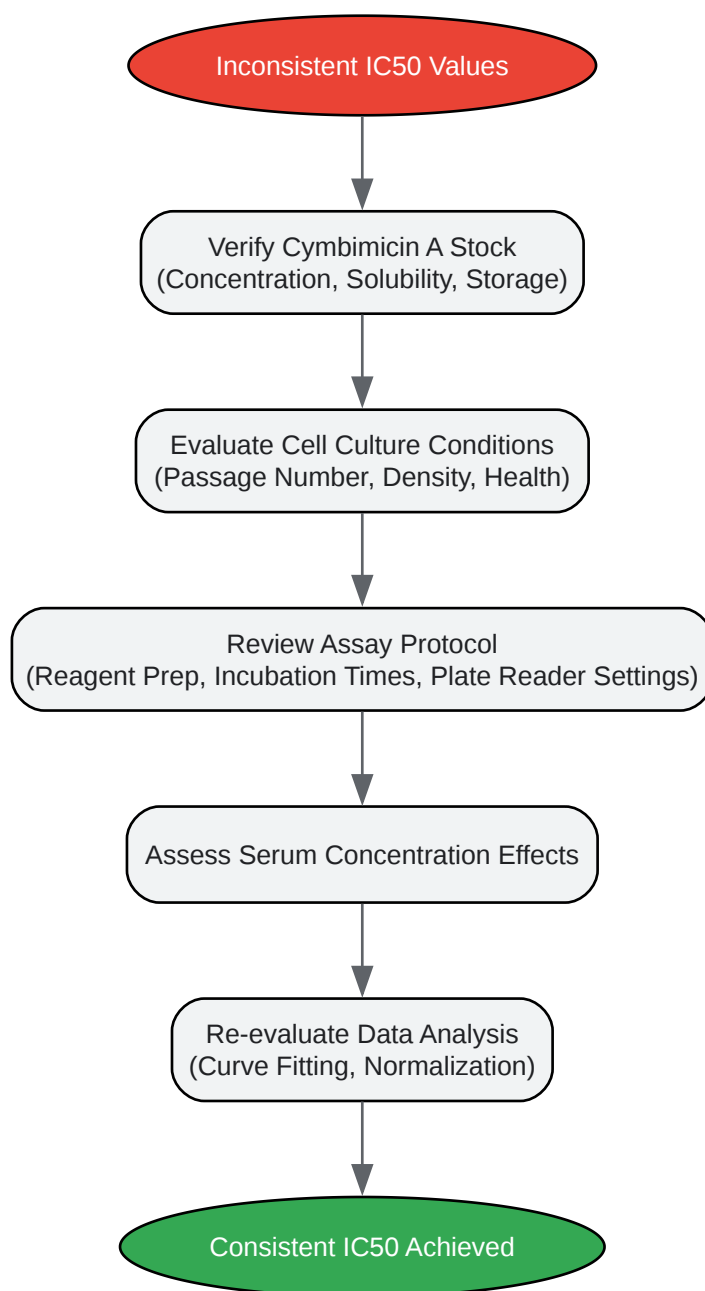 Inconsistent IC50 Values
Verify Cymbimicin A Stock
(Concentration, Solubility, Storage)
Evaluate Cell Culture Conditions
(Passage Number, Density, Health)
Review Assay Protocol
(Reagent Prep, Incubation Times, Plate Reader Settings)
Assess Serum Concentration Effects
Re-evaluate Data Analysis
(Curve Fitting, Normalization)
Consistent IC50 Achieved